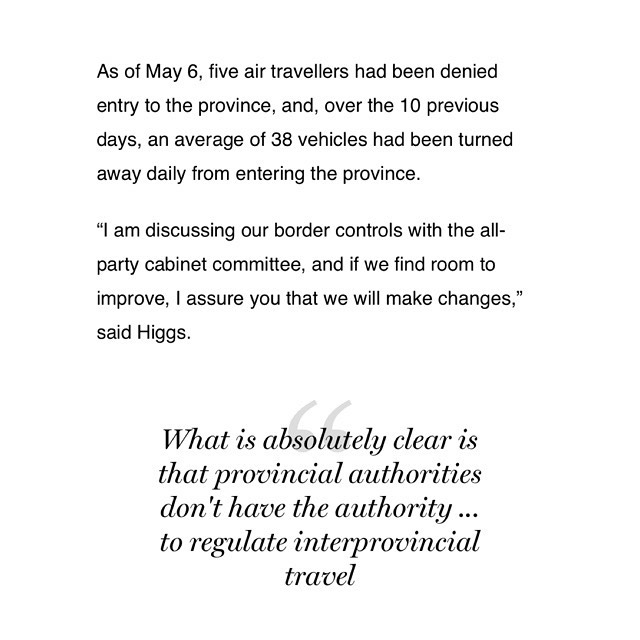 As of May 6, five air travellers had been denied
entry to the province, and, over the 10 previous
days, an average of 38 vehicles had been turned
away daily from entering the province.
“I am discussing our border controls with the all-
party cabinet committee, and if we find room to
improve, I assure you that we will make changes,”
said Higgs.
“
What is absolutely clear is
that provincial authorities
don't have the authority ...
to regulate interprovincial
travel